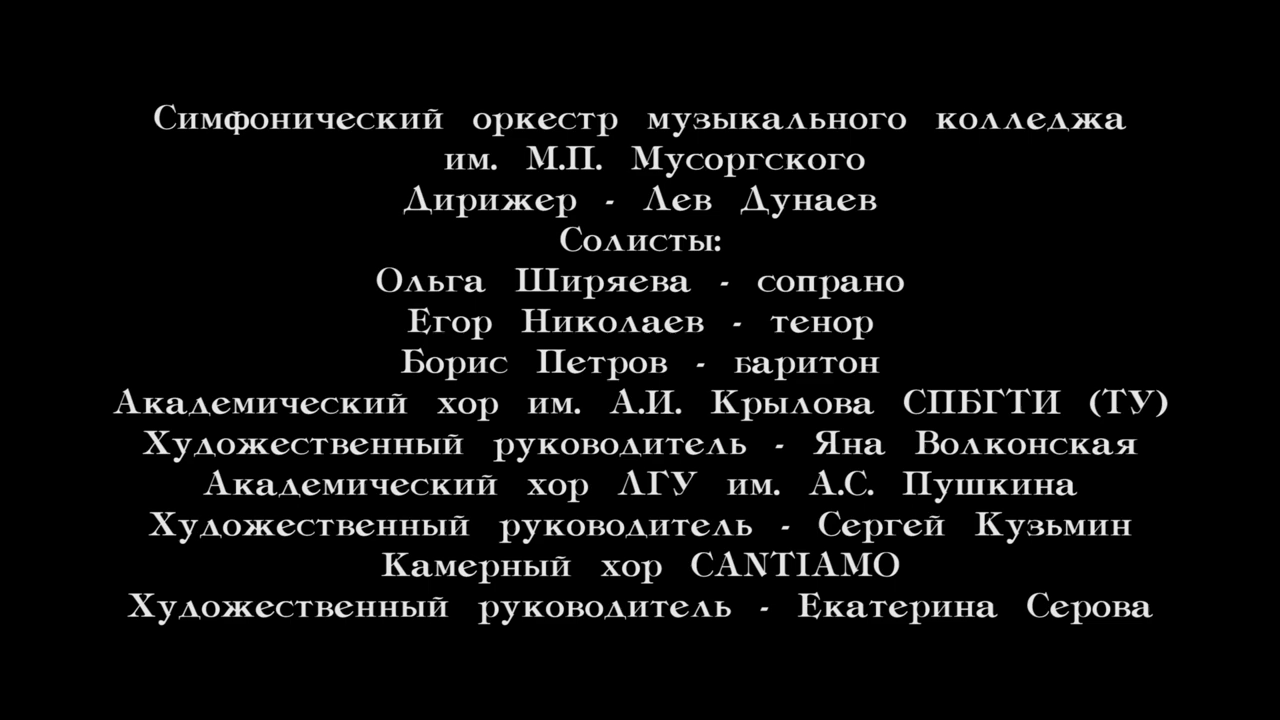 Симфонический оркестр музыкального колледжа
им. М.П. Мусоргского
Дирижер - Лев Дунаев
Солисты:
Ольга Ширяева - сопрано
Егор Николаев - тенор
Борис Петров - баритон
Академический хор им. А.И. Крылова СПБГТИ (ТУ)
Художественный руководитель - Яна Волконская
Академический хор ЛГУ им. А.С. Пушкина
Художественный руководитель - Сергей Кузьмин
Камерный хор CANTIAMO
Художественный руководитель - Екатерина Серова